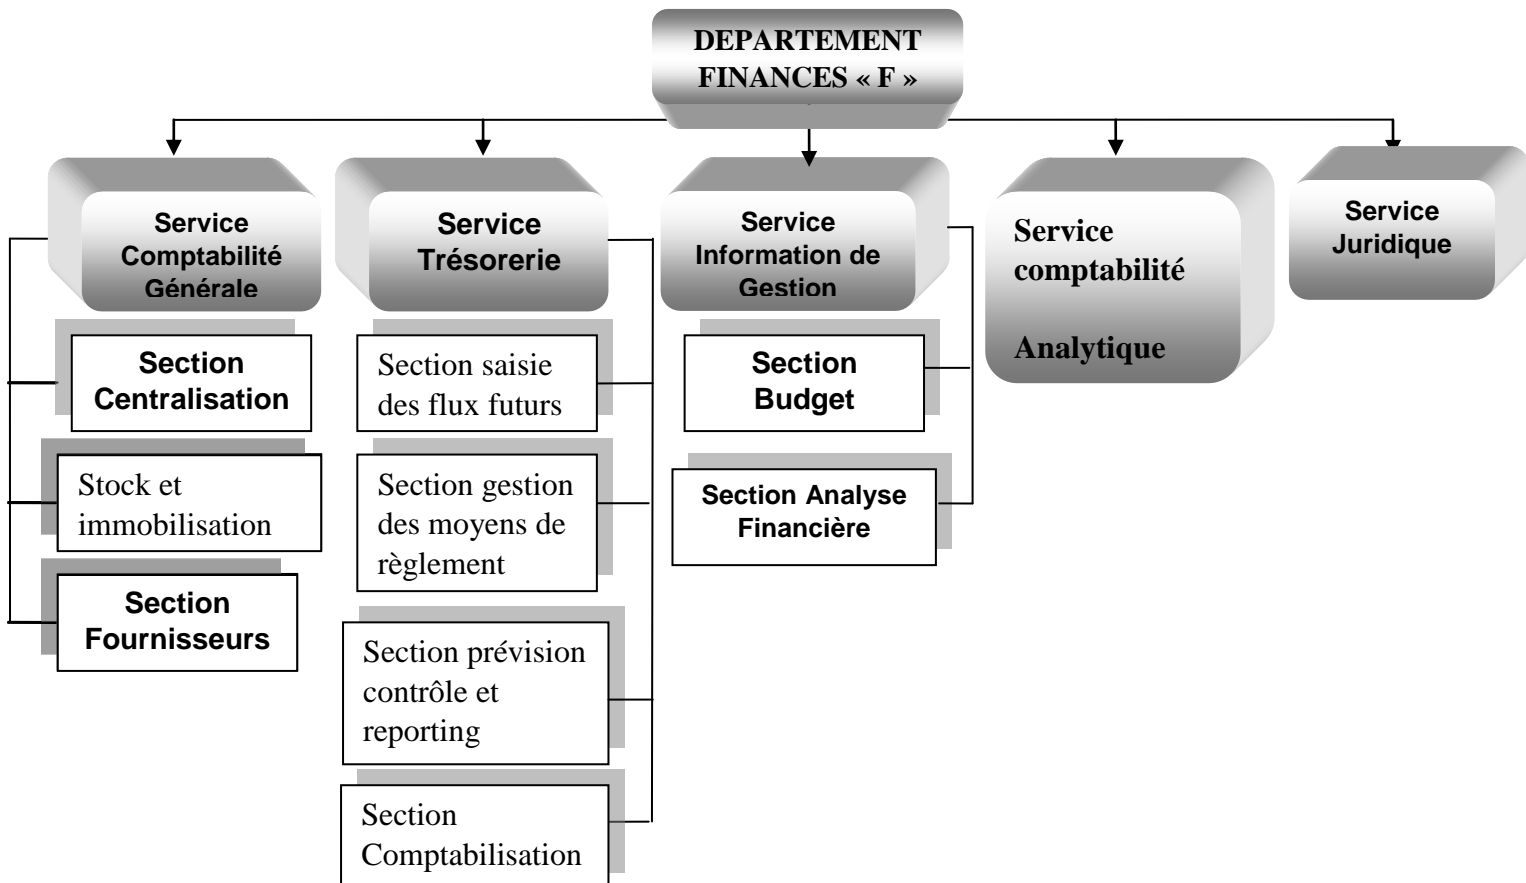 DEPARTEMENT
FINANCES « F »
Service
Comptabilité
Générale
Service
Trésorerie
Service
Information de
Gestion
Service
comptabilité
Analytique
Service
Juridique
Section
Centralisation
Stock et
immobilisation
Section
Fournisseurs
Section saisie
des flux futurs
Section gestion
des moyens de
règlement
Section prévision
contrôle et
reporting
Section
Comptabilisation
Section
Budget
Section Analyse
Financière